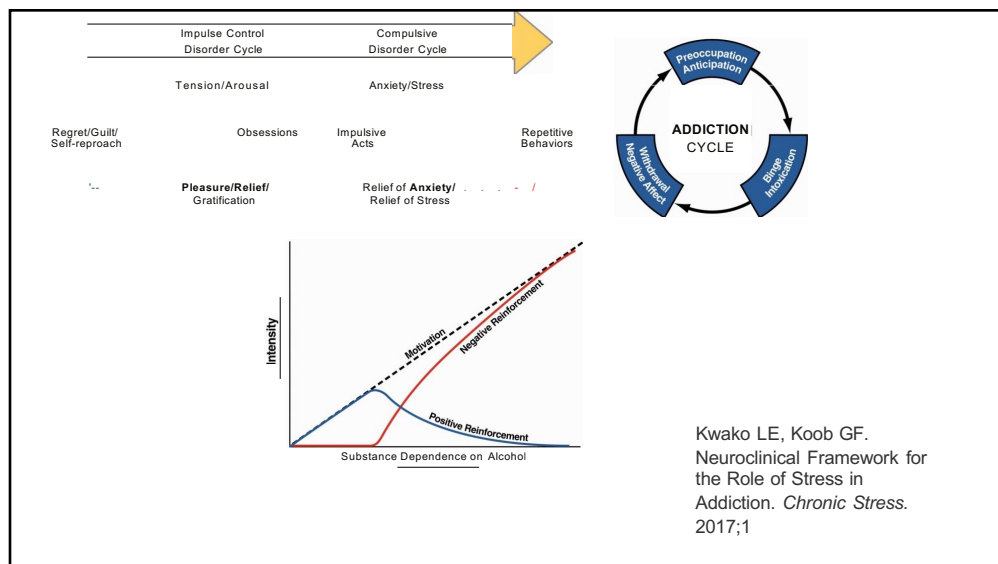 Impulse Control
Disorder Cycle
Compulsive
Disorder Cycle
Tension/Arousal
Anxiety/Stress
Regret/Guilt/
Self-reproach
Obsessions
Impulsive
Acts
Repetitive
Behaviors
Pleasure/Relief/
Gratification
Relief of Anxiety/
Relief of Stress
Preoccupation
Anticipation
ADDICTION
CYCLE
Binge
Intoxication
Withdrawal
Negative Affect
Intensity
Motivation
Negative Reinforcement
Positive Reinforcement
Substance Dependence on Alcohol
Kwako LE, Koob GF.
Neuroclinical Framework for
the Role of Stress in
Addiction. Chronic Stress.
2017;1